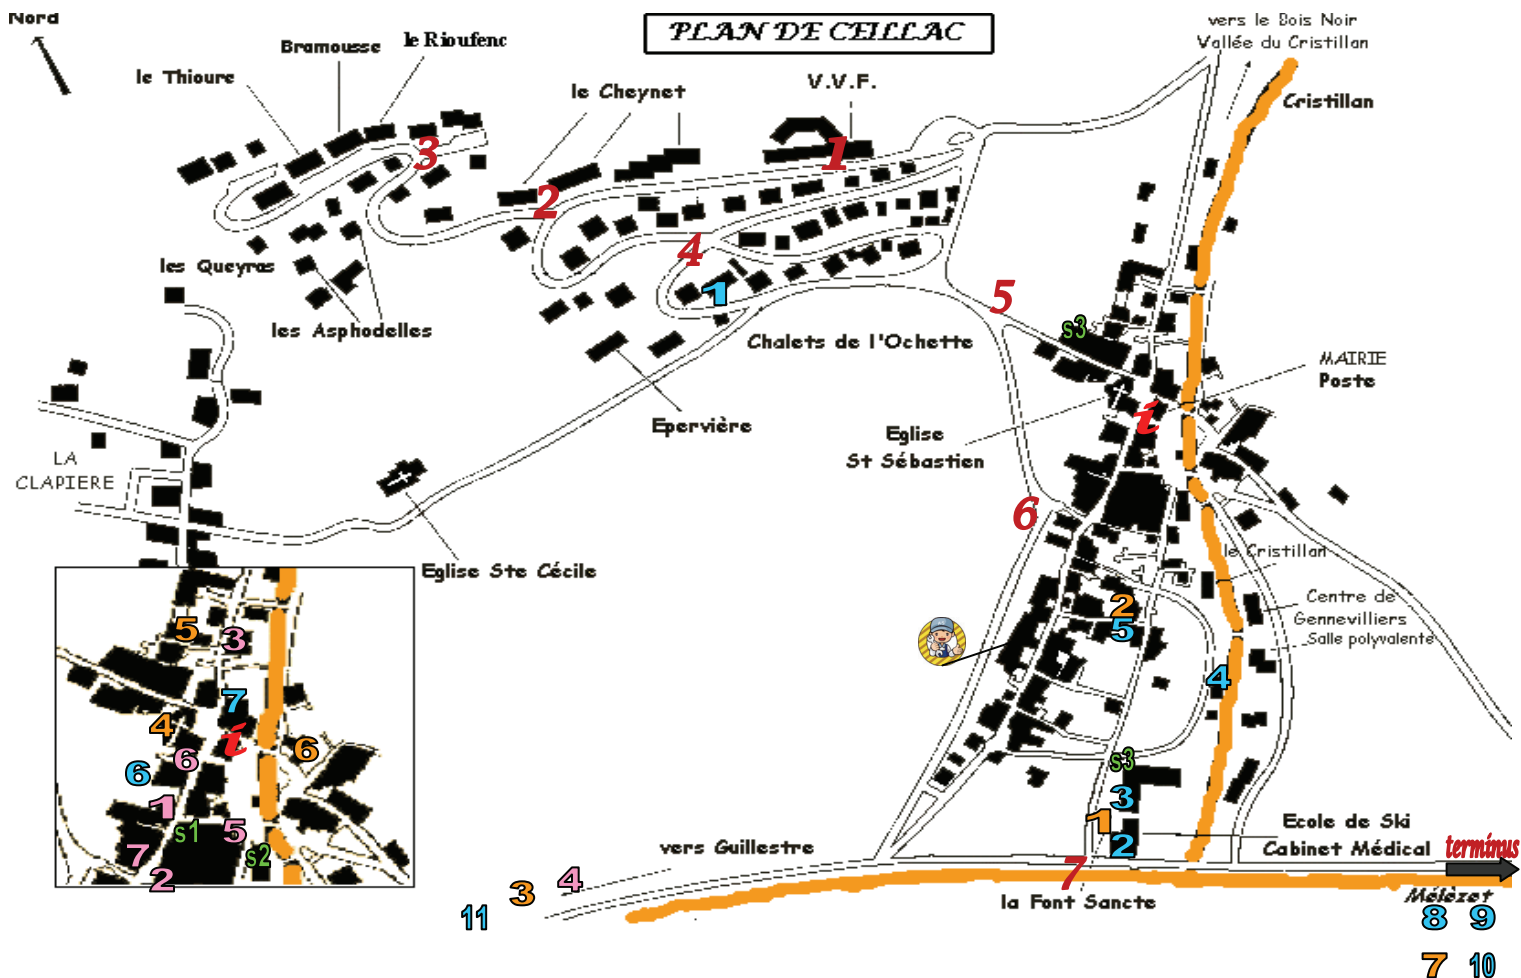 Nord
PLAN DE CEILLAC
vers le Bois Noir
Vallée du Cristillan
Bramousse
le Rioufenc
le Thioure
le Cheynet
V.V.F.
Cristillan
3
1
2
4
les Queyras
1
5
les Asphodelles
s3
Chalets de l'Ochette
MAIRIE
Poste
Epervière
i
Eglise
St Sébastien
LA
CLAPIERE
6
le Cristillan
Eglise Ste Cécile
Centre de
Gennevilliers
Salle polyvalente
2
5
4
5
3
7
4
i
6
6
6
1
s1
5
7
s2
2
s3
3
1
2
Ecole de Ski
Cabinet Médical
vers Guillestre
terminus
7
4
3
la Font Sancte
Mélèzet
11
8
9
7
10